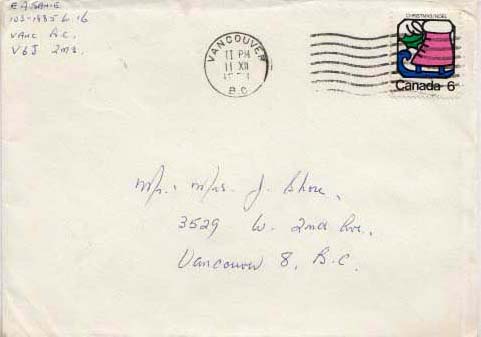 103-1885 W 16
VANC B.C.
V6J 2M3.
VANCOUVER
11 PM
11 XII
B.C.
CHRISTMAS/NOEL
Canada 6
Mr. Mrs. J. Shore,
3529 W. 2nd Ave.,
Vancouver 8, B.C.